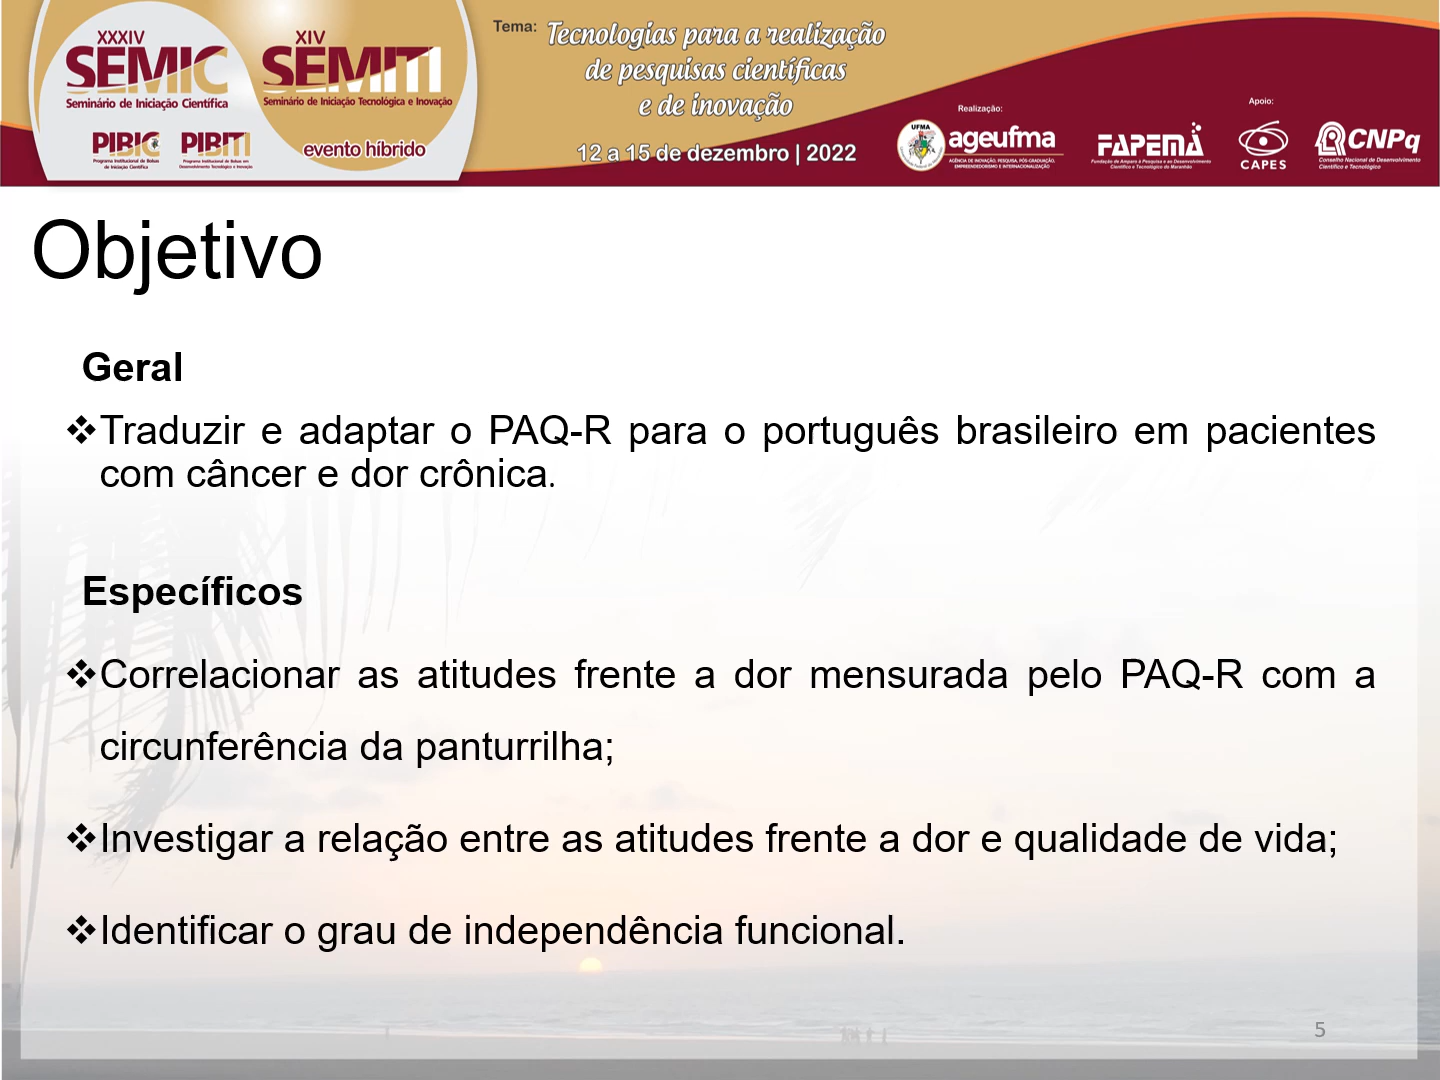 XXXIV
SEMIC
Seminário de Iniciação Científica
PIBIC
Programa Institucional de Bolsas
de Iniciação Científica
PIBITI
Programa Institucional de Bolsas em
Desenvolvimento Tecnológico e Inovação
XIV
SEMITI
Seminário de Iniciação Tecnológica e Inovação
evento híbrido
Tema: Tecnologias para a realização
de pesquisas científicas
e de inovação
12 a 15 de dezembro | 2022
Realização:
UFMA
ageufma
AGÊNCIA DE INOVAÇÃO, PESQUISA, PÓS-GRADUAÇÃO,
EMPREENDEDORISMO E INTERNACIONALIZAÇÃO
FAPEMA
Fundação de Amparo à Pesquisa e ao Desenvolvimento
Científico e Tecnológico do Maranhão
Apoio:
CAPES
CNPq
Conselho Nacional de Desenvolvimento
Científico e Tecnológico
Objetivo
Geral
❖Traduzir e adaptar o PAQ-R para o português brasileiro em pacientes
com câncer e dor crônica.
Específicos
❖Correlacionar as atitudes frente a dor mensurada pelo PAQ-R com a
circunferência da panturrilha;
❖Investigar a relação entre as atitudes frente a dor e qualidade de vida;
❖Identificar o grau de independência funcional.
5